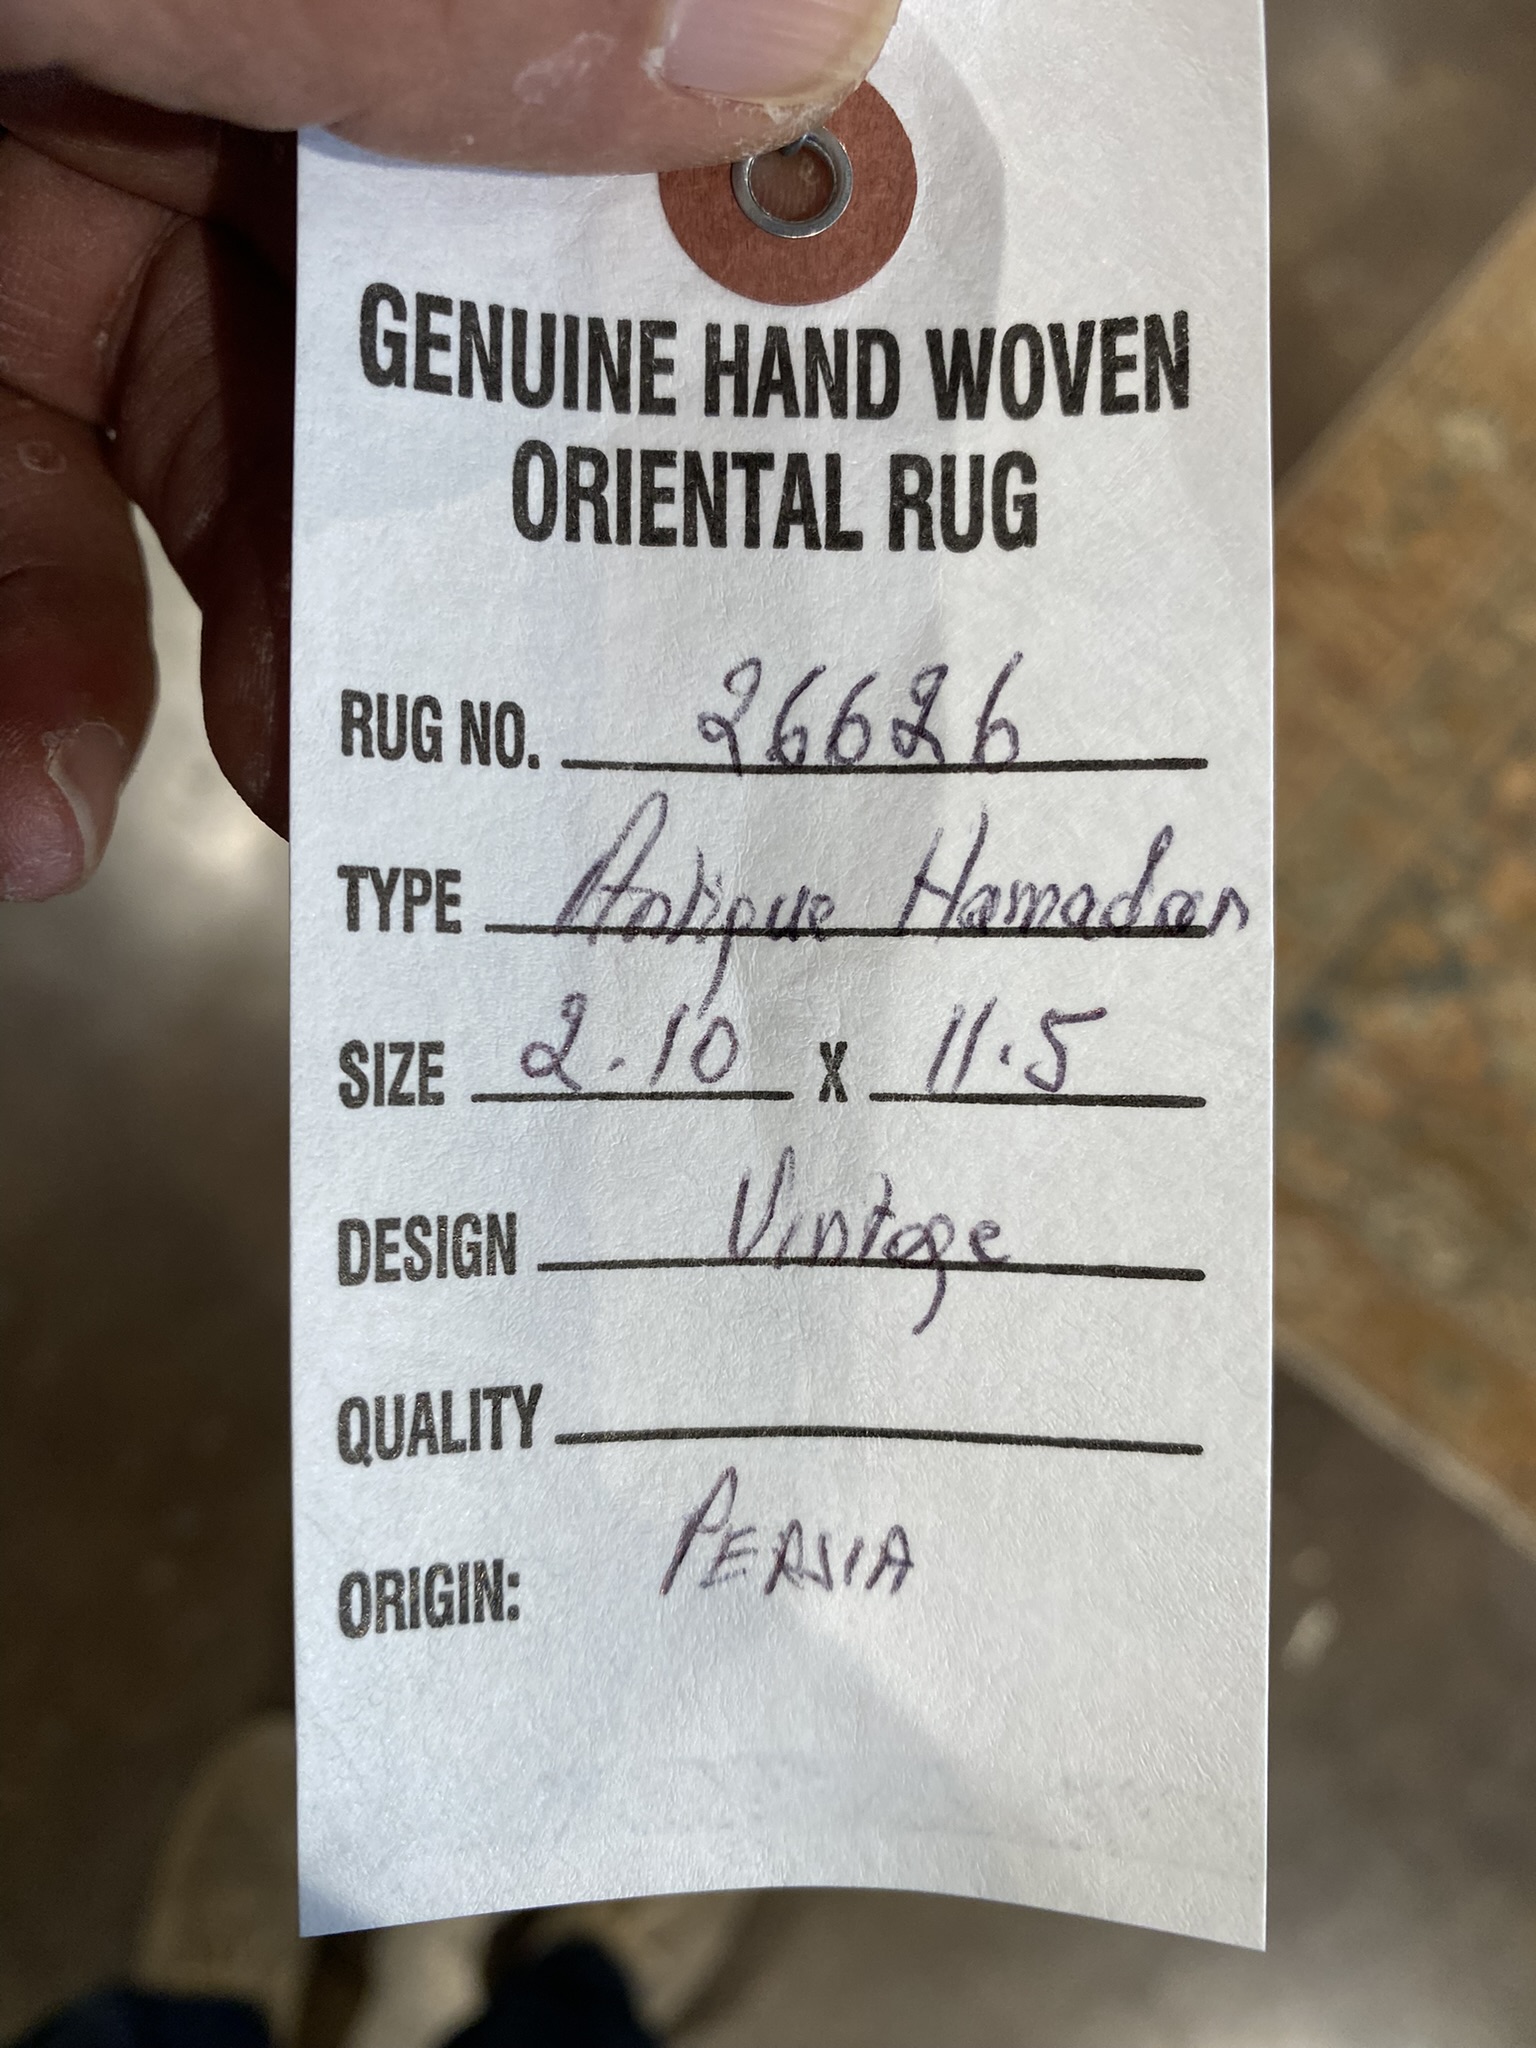 GENUINE HAND WOVEN
ORIENTAL RUG
RUG NO. 26626
TYPE Antique Hamadan
SIZE 2.10 X 11.5
DESIGN Vintage
QUALITY
ORIGIN: PERSIA